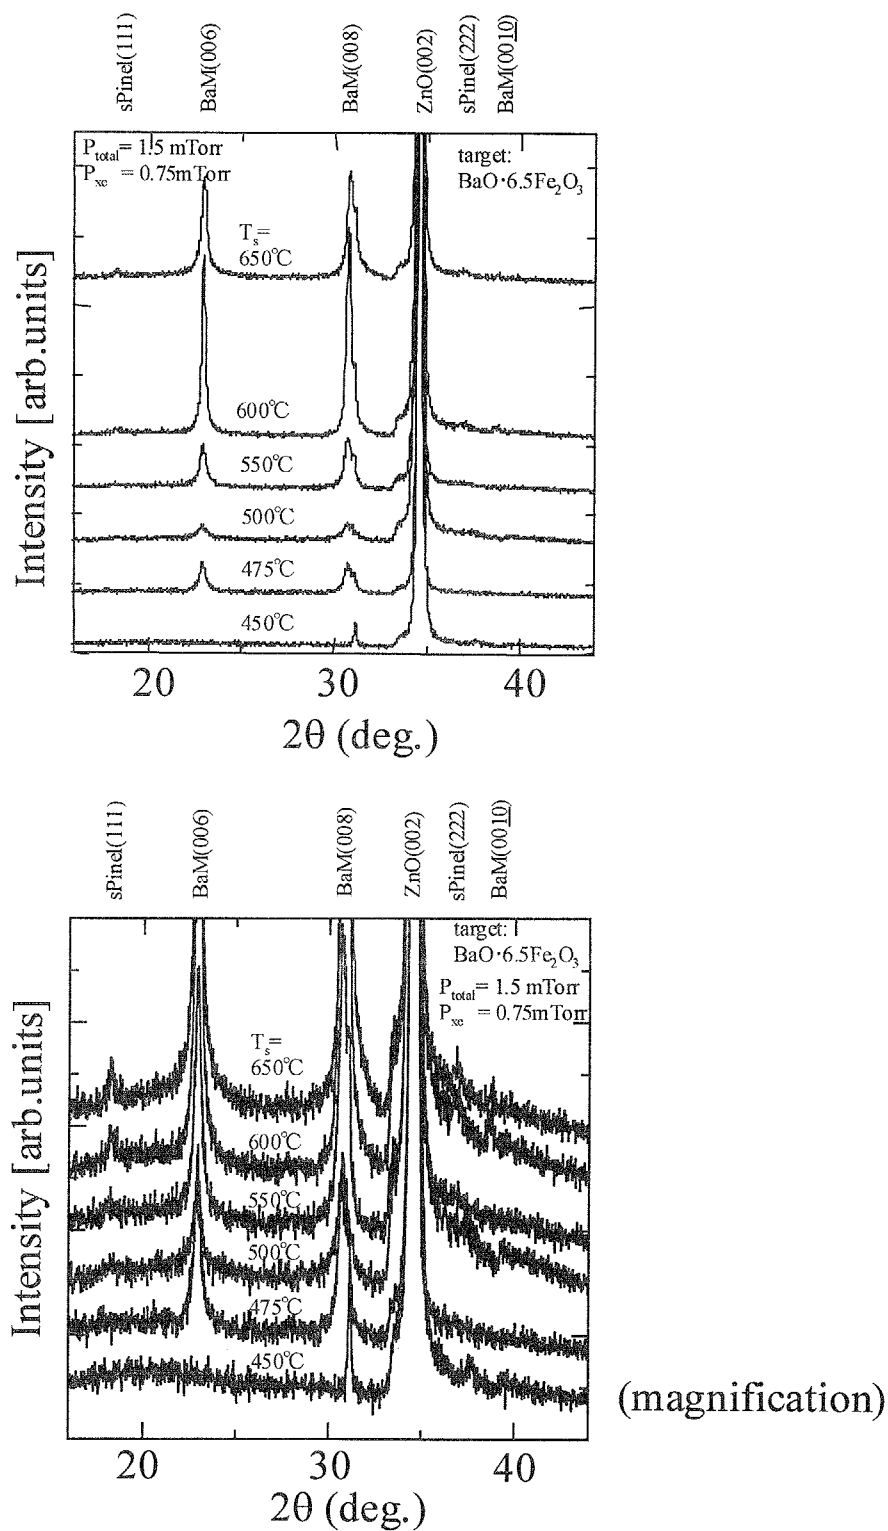 sPinel(111)
BaM(006)
BaM(008)
ZnO(002)
sPinel(222)
BaM(0010)
Ptotal= 1.5 mTorr
Pxe = 0.75mTorr
target:
BaO·6.5Fe2O3
Ts=
650℃
600℃
550℃
500℃
475℃
450℃
Intensity [arb.units]
20 30 40
2θ (deg.)
sPinel(111)
BaM(006)
BaM(008)
ZnO(002)
sPinel(222)
BaM(0010)
target:
BaO·6.5Fe2O3
Ptotal= 1.5 mTorr
Pxe = 0.75mTorr
Ts=
650℃
600℃
550℃
500℃
475℃
450℃
Intensity [arb.units]
(magnification)
20 30 40
2θ (deg.)